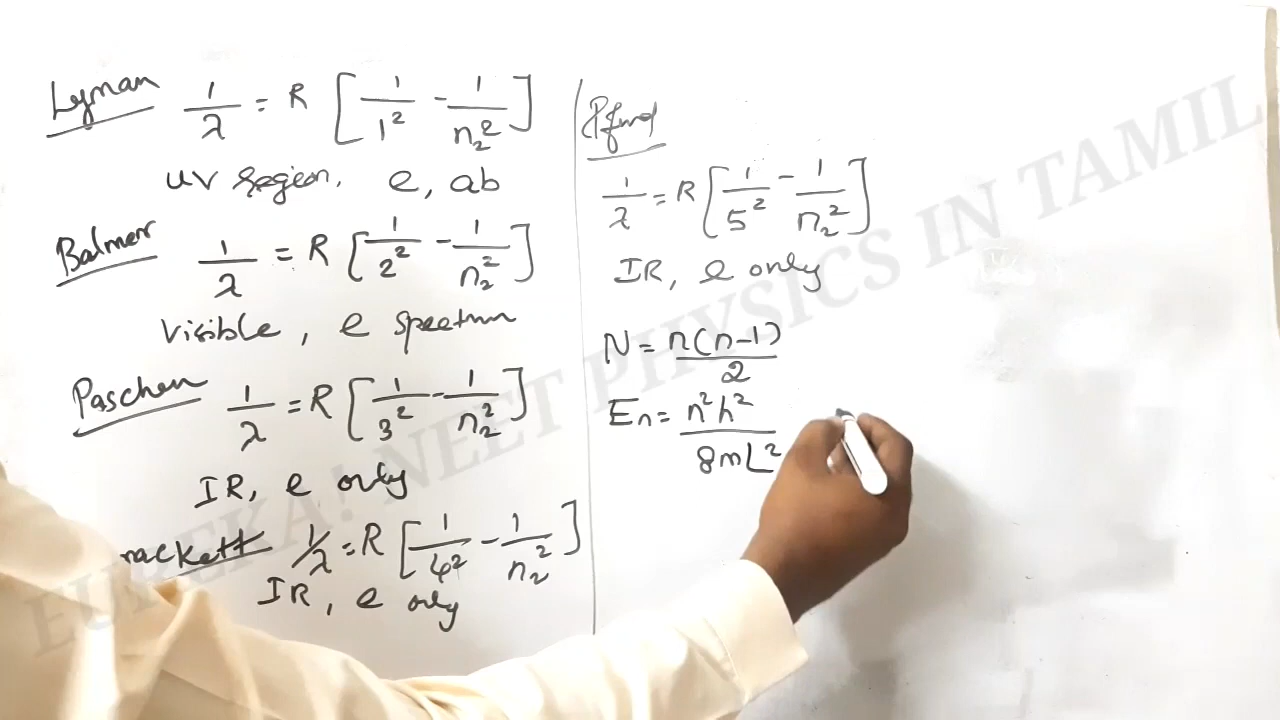 Lyman 1/λ = R [1/1² - 1/n₂²]
uv region, e, ab
Balmer 1/λ = R [1/2² - 1/n₂²]
Visible, e spectrum
Paschen 1/λ = R [1/3² - 1/n₂²]
IR, e only
rackett 1/λ = R [1/4² - 1/n₂²]
IR, e only
Pfund
1/λ = R [1/5² - 1/n₂²]
IR, e only
N = n(n-1)/2
En = n²h²/8mL²
EUREKA! NEET PHYSICS IN TAMIL